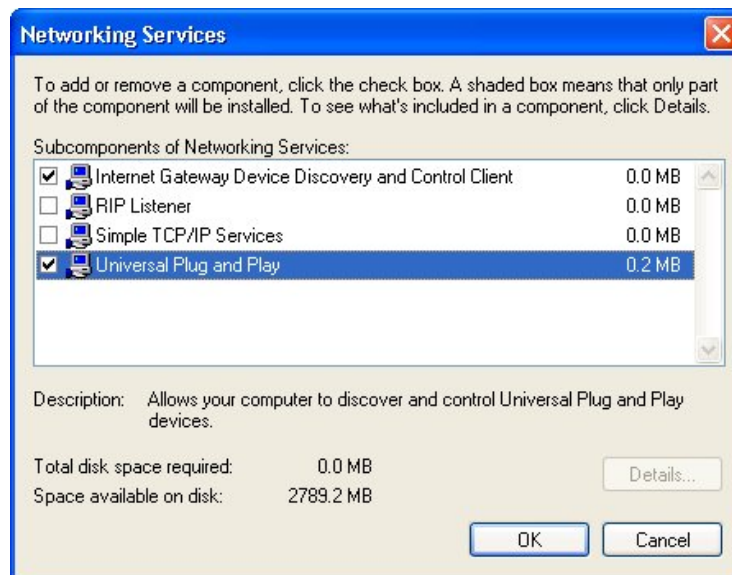 Networking Services
To add or remove a component, click the check box. A shaded box means that only part
of the component will be installed. To see what's included in a component, click Details.
Subcomponents of Networking Services:
Internet Gateway Device Discovery and Control Client 0.0 MB
RIP Listener 0.0 MB
Simple TCP/IP Services 0.0 MB
Universal Plug and Play 0.2 MB
Description: Allows your computer to discover and control Universal Plug and Play
devices.
Total disk space required: 0.0 MB
Space available on disk: 2789.2 MB
Details...
OK Cancel